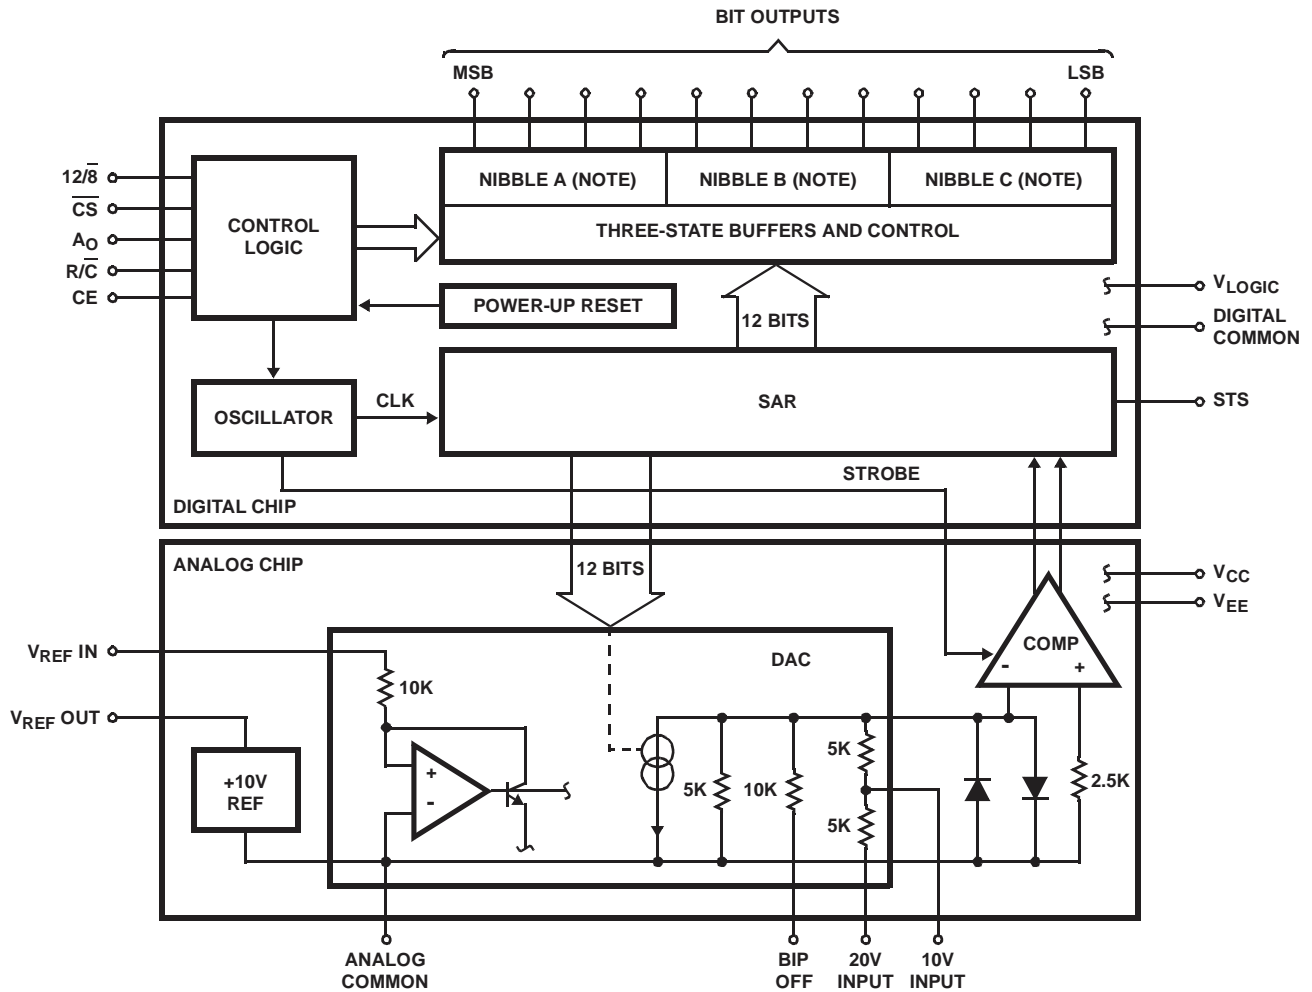 BIT OUTPUTS
MSB
LSB
12/8̅
C̅S̅
AO
R/C̅
CE
CONTROL
LOGIC
NIBBLE A (NOTE)
NIBBLE B (NOTE)
NIBBLE C (NOTE)
THREE-STATE BUFFERS AND CONTROL
POWER-UP RESET
12 BITS
VLOGIC
DIGITAL
COMMON
OSCILLATOR
CLK
SAR
STS
STROBE
DIGITAL CHIP
ANALOG CHIP
12 BITS
VCC
VEE
COMP
-
+
VREF IN
DAC
10K
VREF OUT
+10V
REF
+
-
5K
10K
5K
5K
2.5K
ANALOG
COMMON
BIP
OFF
20V
INPUT
10V
INPUT